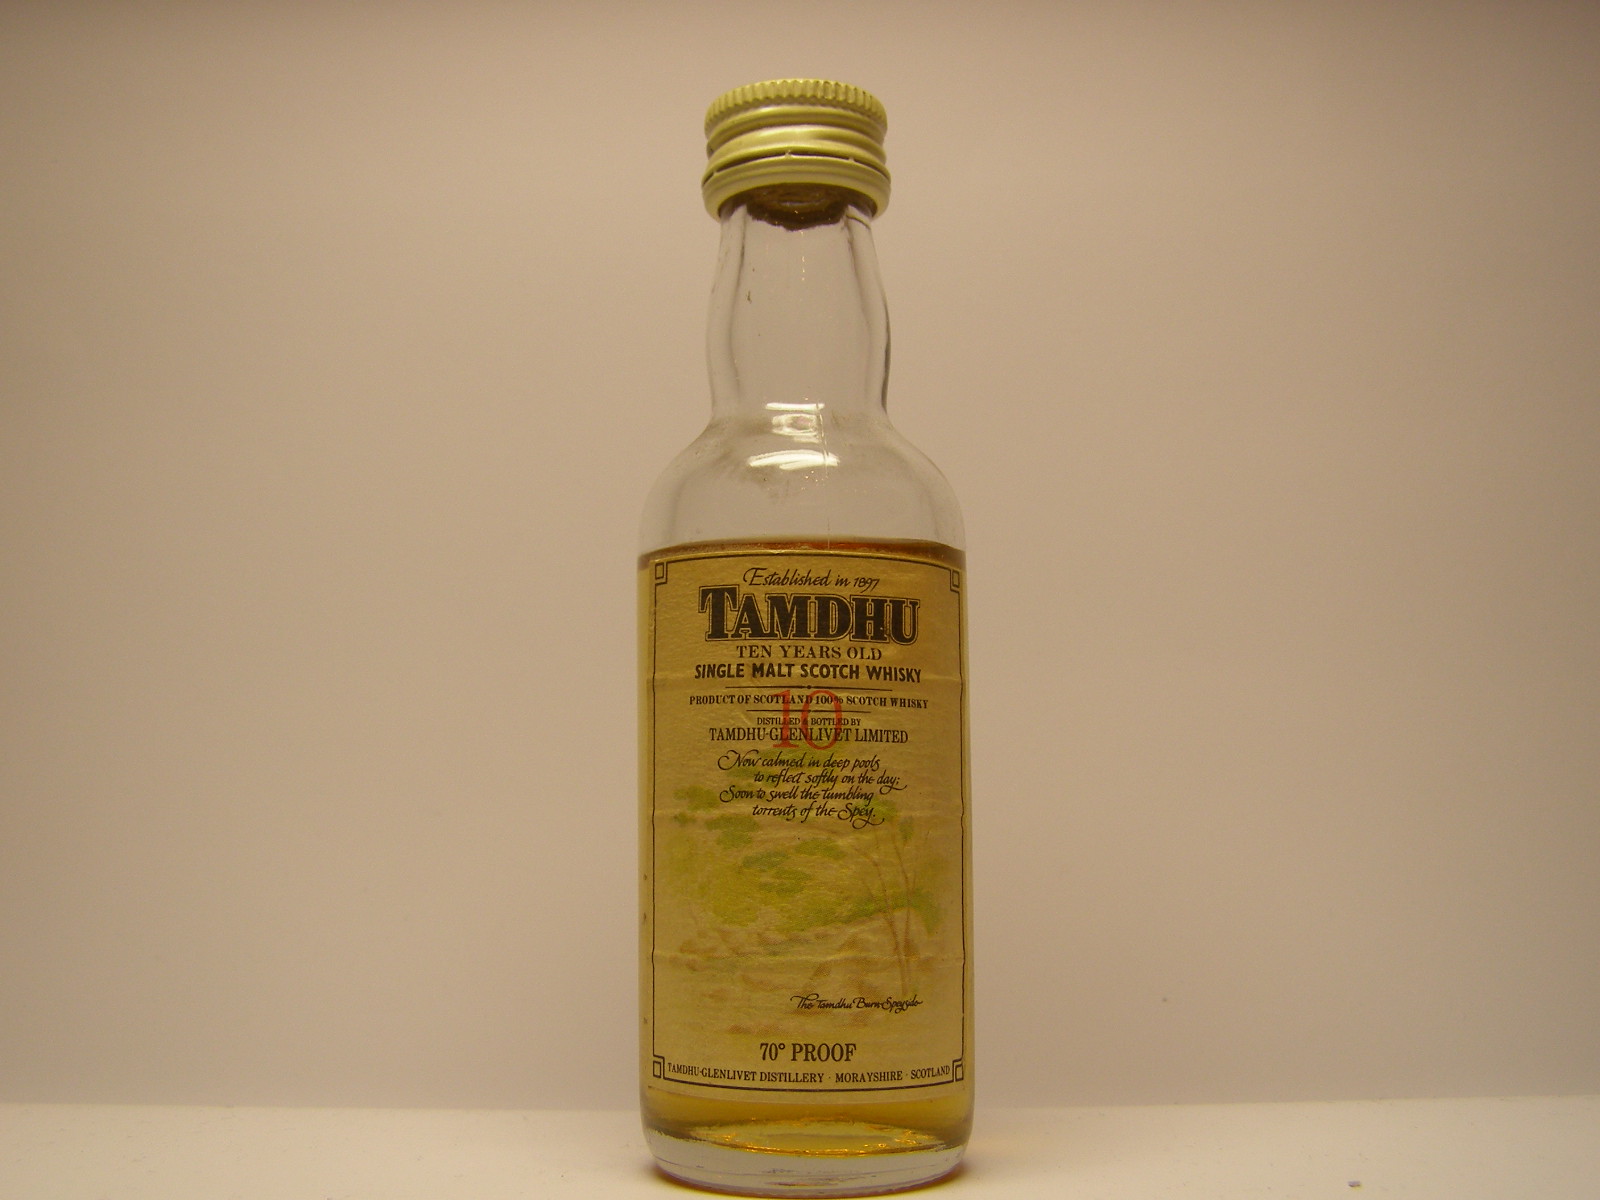 Established in 1897
TAMDHU
TEN YEARS OLD
SINGLE MALT SCOTCH WHISKY
10
PRODUCT OF SCOTLAND 100% SCOTCH WHISKY
DISTILLED & BOTTLED BY
TAMDHU-GLENLIVET LIMITED
Now calmed in deep pools
to reflect softly on the day;
Soon to swell the tumbling
torrents of the Spey.
The Tamdhu Burn-Speyside
70° PROOF
TAMDHU-GLENLIVET DISTILLERY · MORAYSHIRE · SCOTLAND